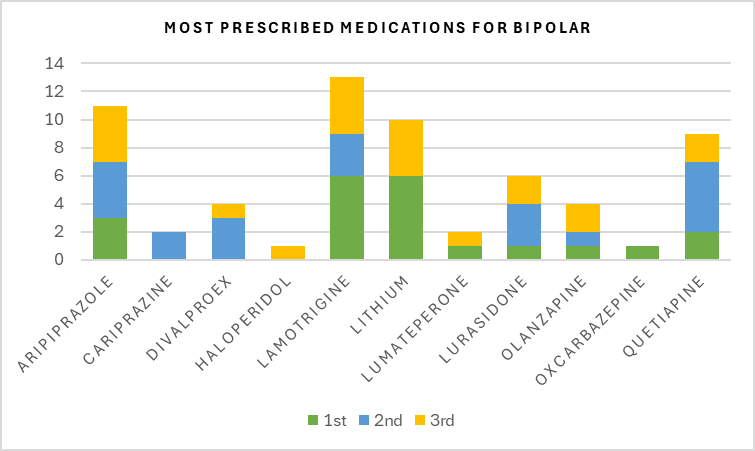 MOST PRESCRIBED MEDICATIONS FOR BIPOLAR
14
12
10
8
6
4
2
0
ARIPIPRAZOLE
CARIPRAZINE
DIVALPROEX
HALOPERIDOL
LAMOTRIGINE
LITHIUM
LUMATEPERONE
LURASIDONE
OLANZAPINE
OXCARBAZEPINE
QUETIAPINE
1st 2nd 3rd